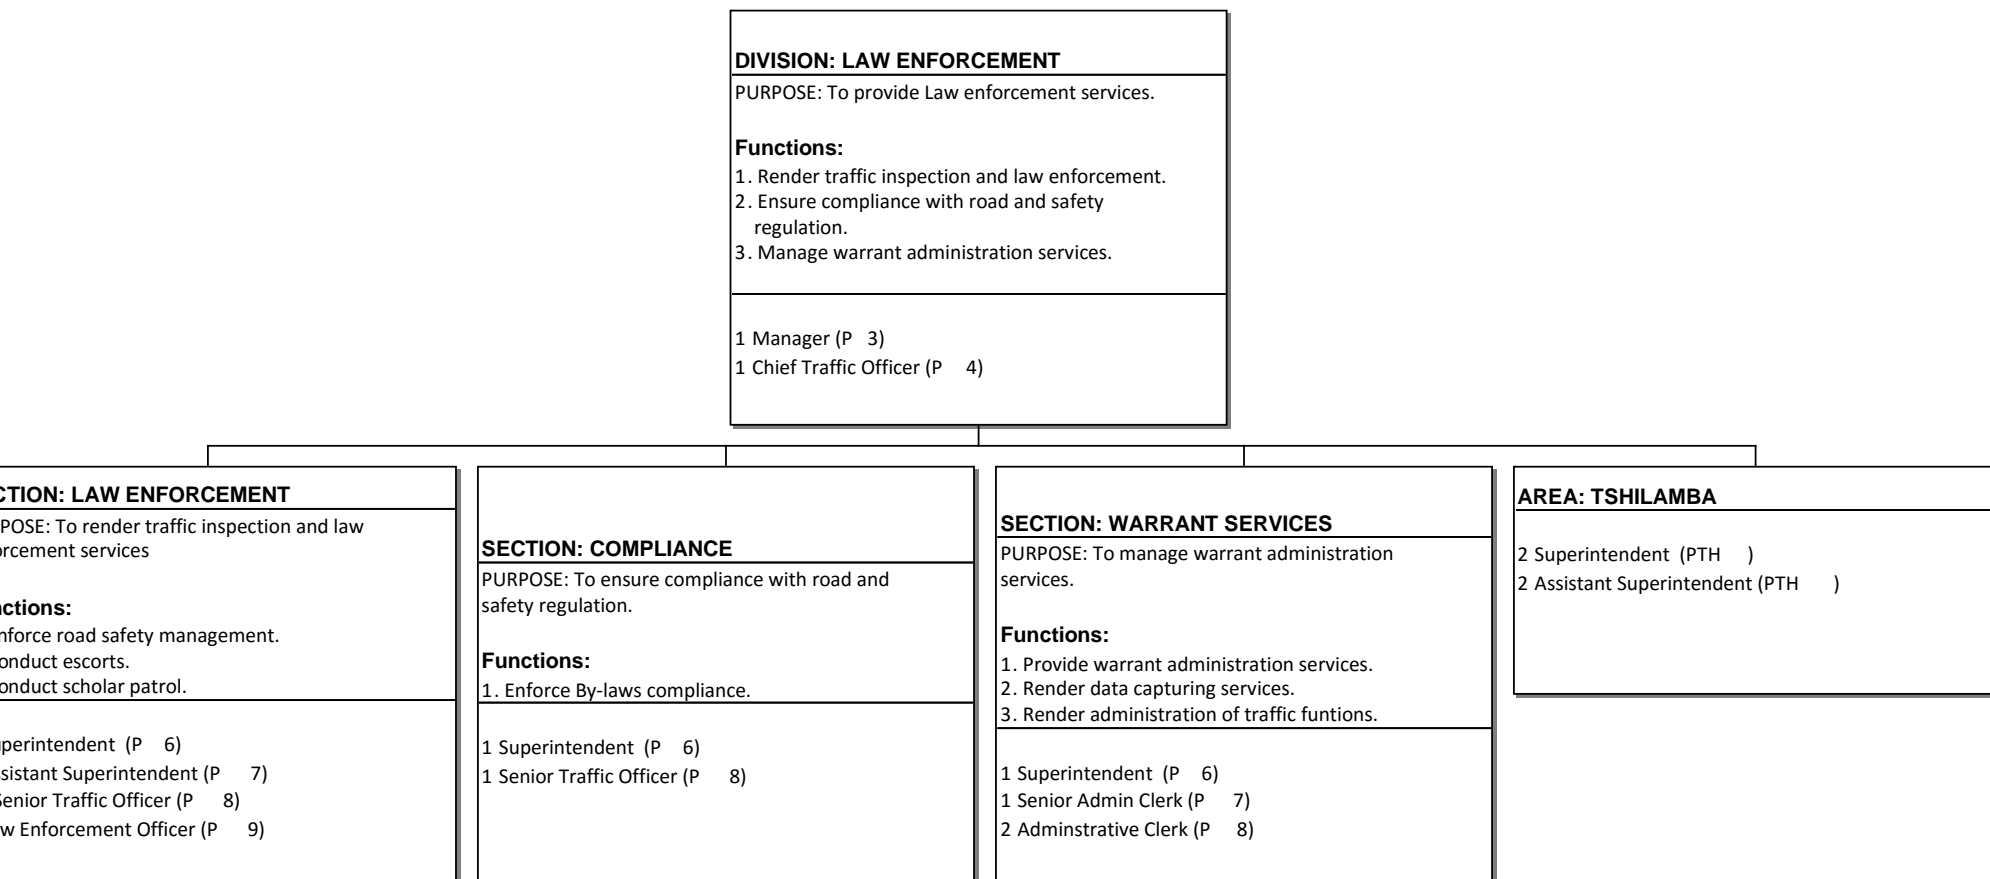 DIVISION: LAW ENFORCEMENT
PURPOSE: To provide Law enforcement services.
Functions:
1. Render traffic inspection and law enforcement.
2. Ensure compliance with road and safety
regulation.
3. Manage warrant administration services.
1 Manager (P 3)
1 Chief Traffic Officer (P 4)
CTION: LAW ENFORCEMENT
POSE: To render traffic inspection and law
orcement services
nctions:
nforce road safety management.
onduct escorts.
onduct scholar patrol.
perintendent (P 6)
sistant Superintendent (P 7)
Senior Traffic Officer (P 8)
w Enforcement Officer (P 9)
SECTION: COMPLIANCE
PURPOSE: To ensure compliance with road and
safety regulation.
Functions:
1. Enforce By-laws compliance.
1 Superintendent (P 6)
1 Senior Traffic Officer (P 8)
SECTION: WARRANT SERVICES
PURPOSE: To manage warrant administration
services.
Functions:
1. Provide warrant administration services.
2. Render data capturing services.
3. Render administration of traffic funtions.
1 Superintendent (P 6)
1 Senior Admin Clerk (P 7)
2 Adminstrative Clerk (P 8)
AREA: TSHILAMBA
2 Superintendent (PTH )
2 Assistant Superintendent (PTH )